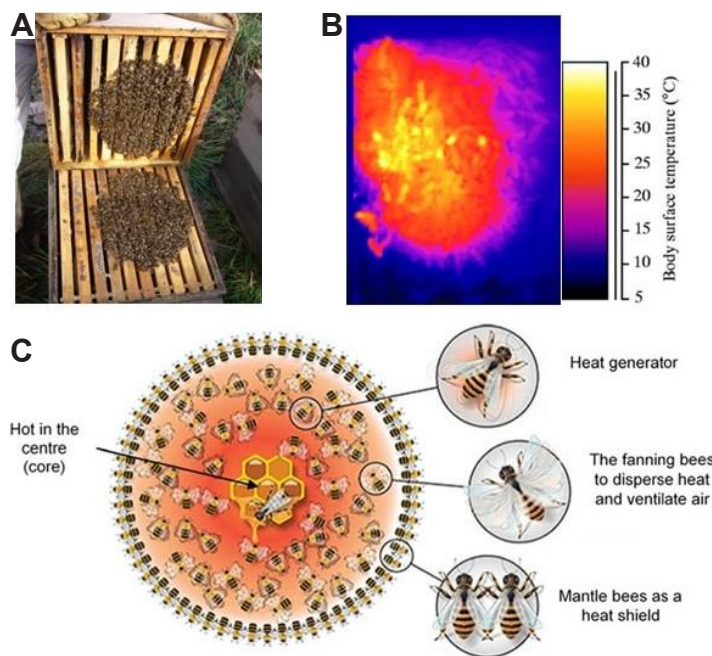 A
B
40
35
30
25
20
15
10
5
Body surface temperature (°C)
C
Hot in the
centre
(core)
Heat generator
The fanning bees
to disperse heat
and ventilate air
Mantle bees as a
heat shield